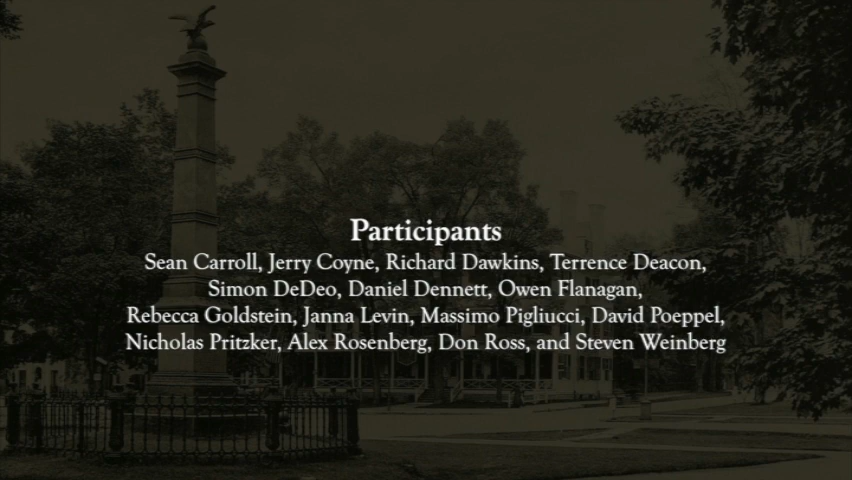 Participants
Sean Carroll, Jerry Coyne, Richard Dawkins, Terrence Deacon,
Simon DeDeo, Daniel Dennett, Owen Flanagan,
Rebecca Goldstein, Janna Levin, Massimo Pigliucci, David Poeppel,
Nicholas Pritzker, Alex Rosenberg, Don Ross, and Steven Weinberg